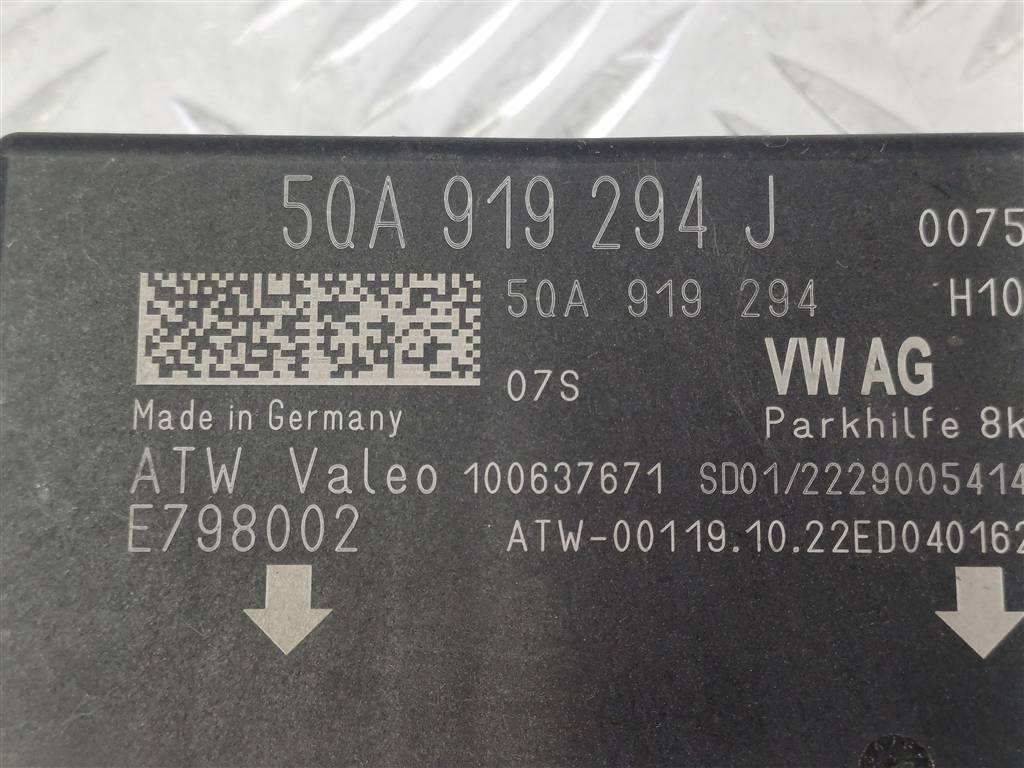 5QA 919 294 J 0075
5QA 919 294 H10
07S VW AG
Made in Germany Parkhilfe 8k
ATW Valeo 100637671 SD01/2229005414
E798002 ATW-00119.10.22ED040162